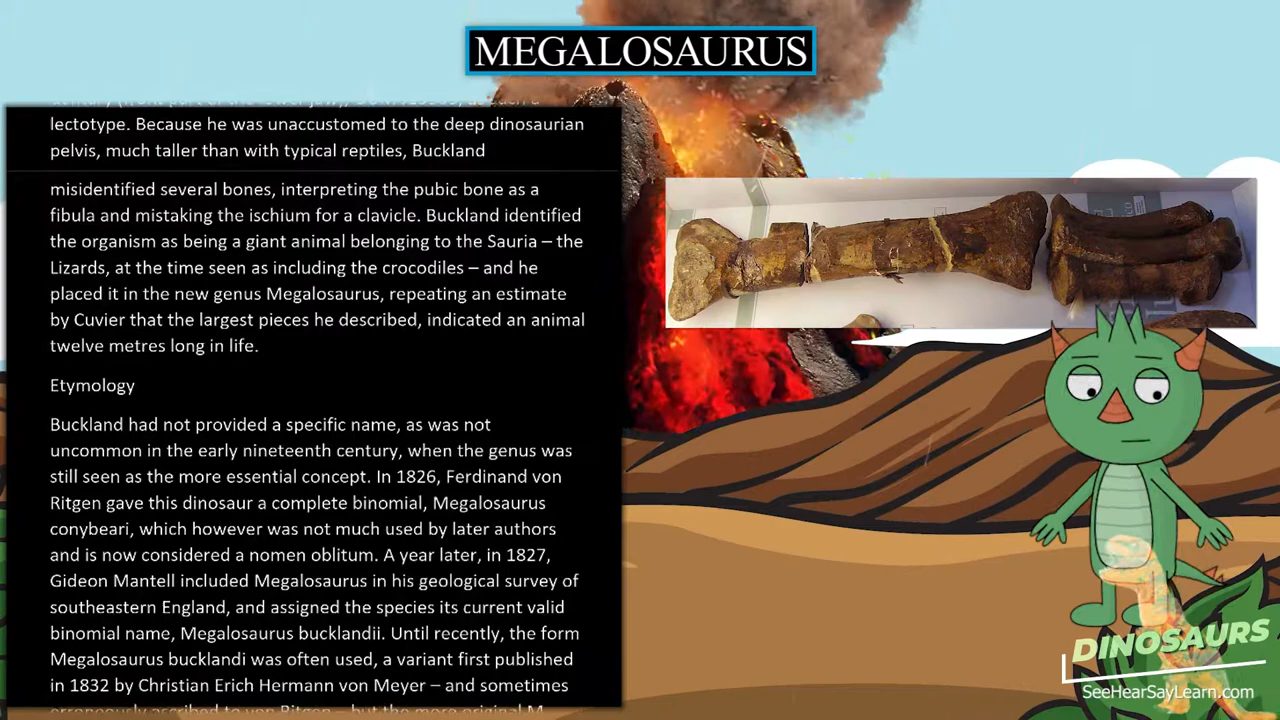 MEGALOSAURUS
lectotype. Because he was unaccustomed to the deep dinosaurian
pelvis, much taller than with typical reptiles, Buckland
misidentified several bones, interpreting the pubic bone as a
fibula and mistaking the ischium for a clavicle. Buckland identified
the organism as being a giant animal belonging to the Sauria – the
Lizards, at the time seen as including the crocodiles – and he
placed it in the new genus Megalosaurus, repeating an estimate
by Cuvier that the largest pieces he described, indicated an animal
twelve metres long in life.
Etymology
Buckland had not provided a specific name, as was not
uncommon in the early nineteenth century, when the genus was
still seen as the more essential concept. In 1826, Ferdinand von
Ritgen gave this dinosaur a complete binomial, Megalosaurus
conybeari, which however was not much used by later authors
and is now considered a nomen oblitum. A year later, in 1827,
Gideon Mantell included Megalosaurus in his geological survey of
southeastern England, and assigned the species its current valid
binomial name, Megalosaurus bucklandii. Until recently, the form
Megalosaurus bucklandi was often used, a variant first published
in 1832 by Christian Erich Hermann von Meyer – and sometimes
DINOSAURS
SeeHearSayLearn.com